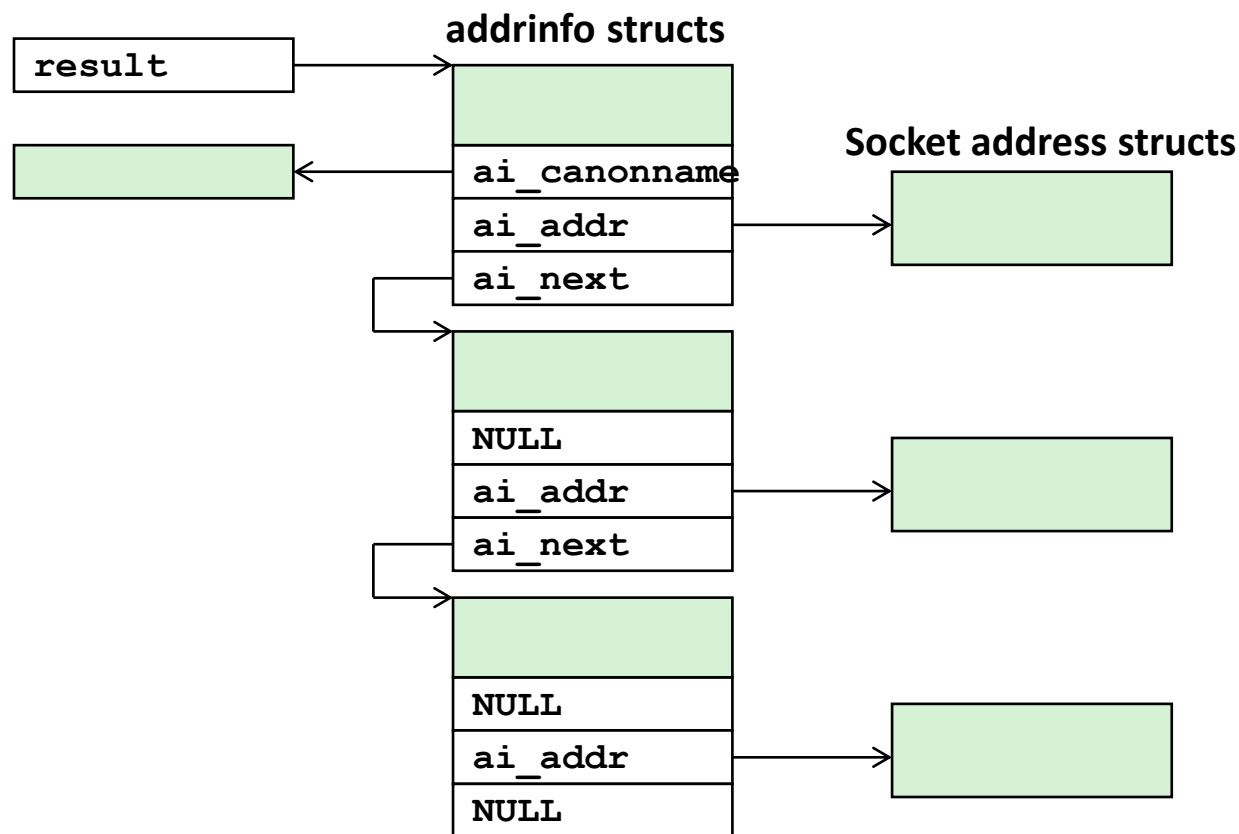 addrinfo structs
result
Socket address structs
ai_canonname
ai_addr
ai_next
NULL
ai_addr
ai_next
NULL
ai_addr
NULL